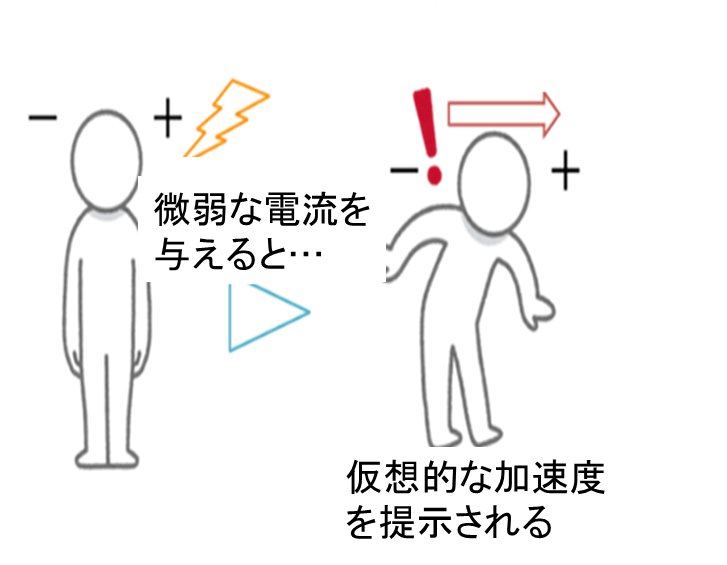 − +
微弱な電流を
与えると…
− +
仮想的な加速度
を提示される